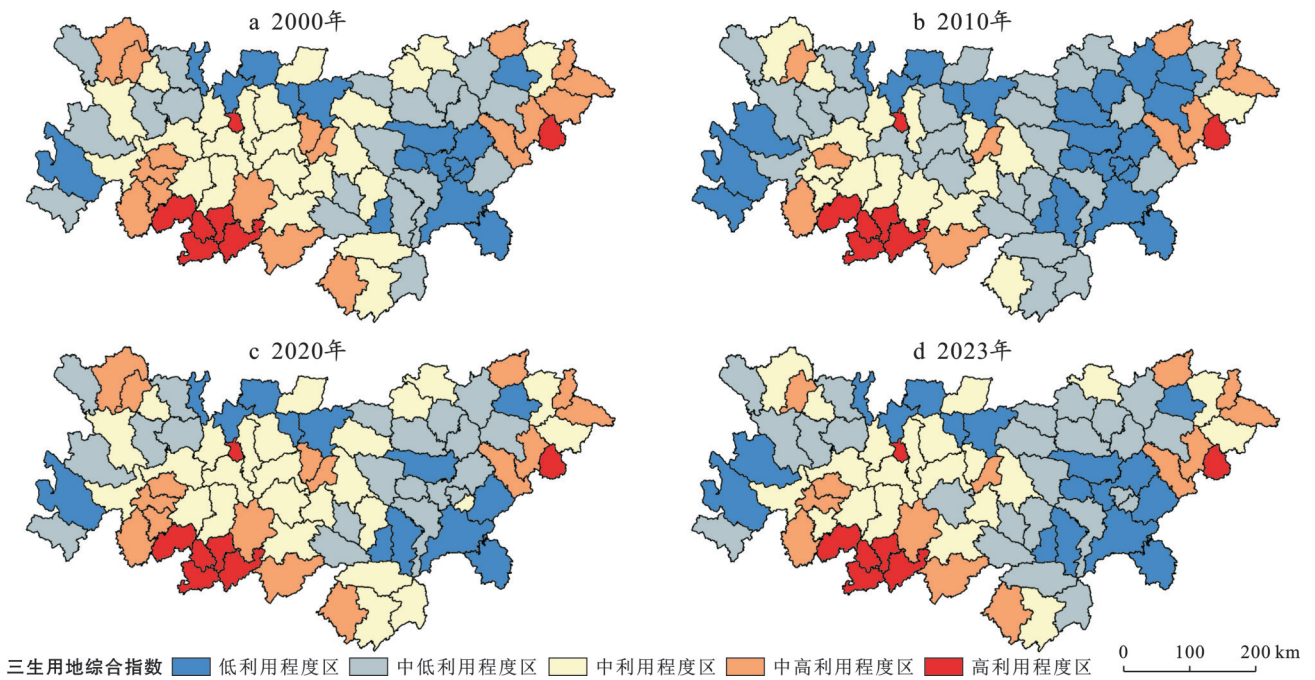 a 2000年
b 2010年
c 2020年
d 2023年
三生用地综合指数 低利用程度区 中低利用程度区 中利用程度区 中高利用程度区 高利用程度区
0 100 200 km